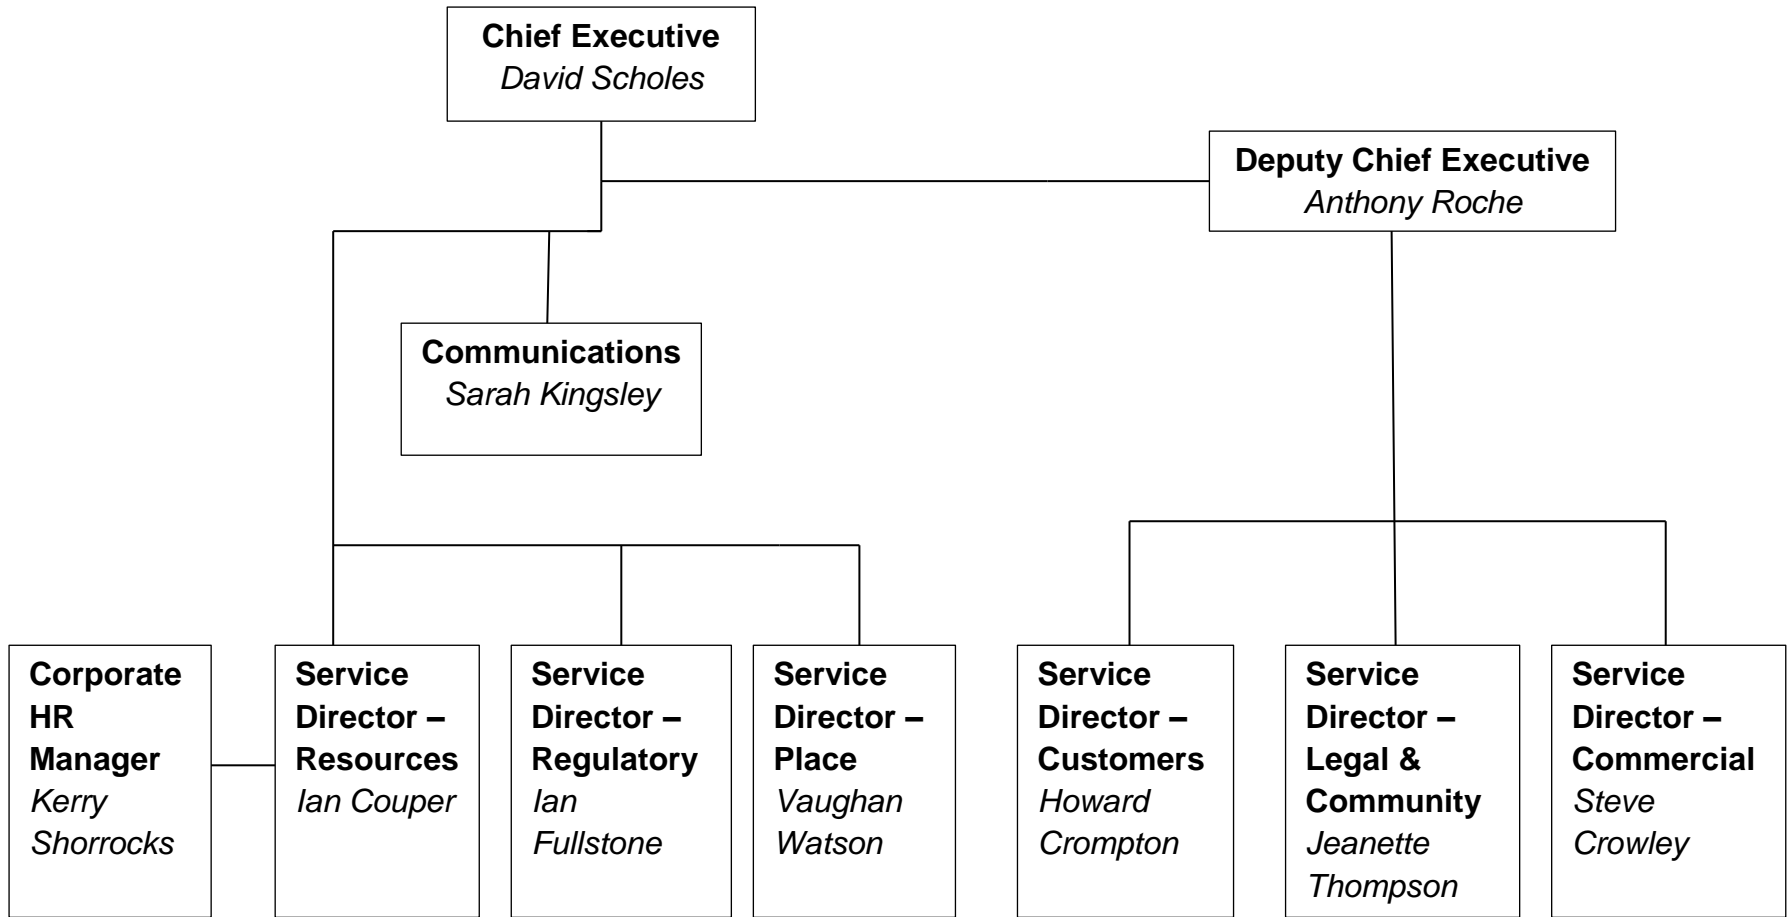 Chief Executive
David Scholes
Deputy Chief Executive
Anthony Roche
Communications
Sarah Kingsley
Corporate
HR
Manager
Kerry
Shorrocks
Service
Director –
Resources
Ian Couper
Service
Director –
Regulatory
Ian
Fullstone
Service
Director –
Place
Vaughan
Watson
Service
Director –
Customers
Howard
Crompton
Service
Director –
Legal &
Community
Jeanette
Thompson
Service
Director –
Commercial
Steve
Crowley